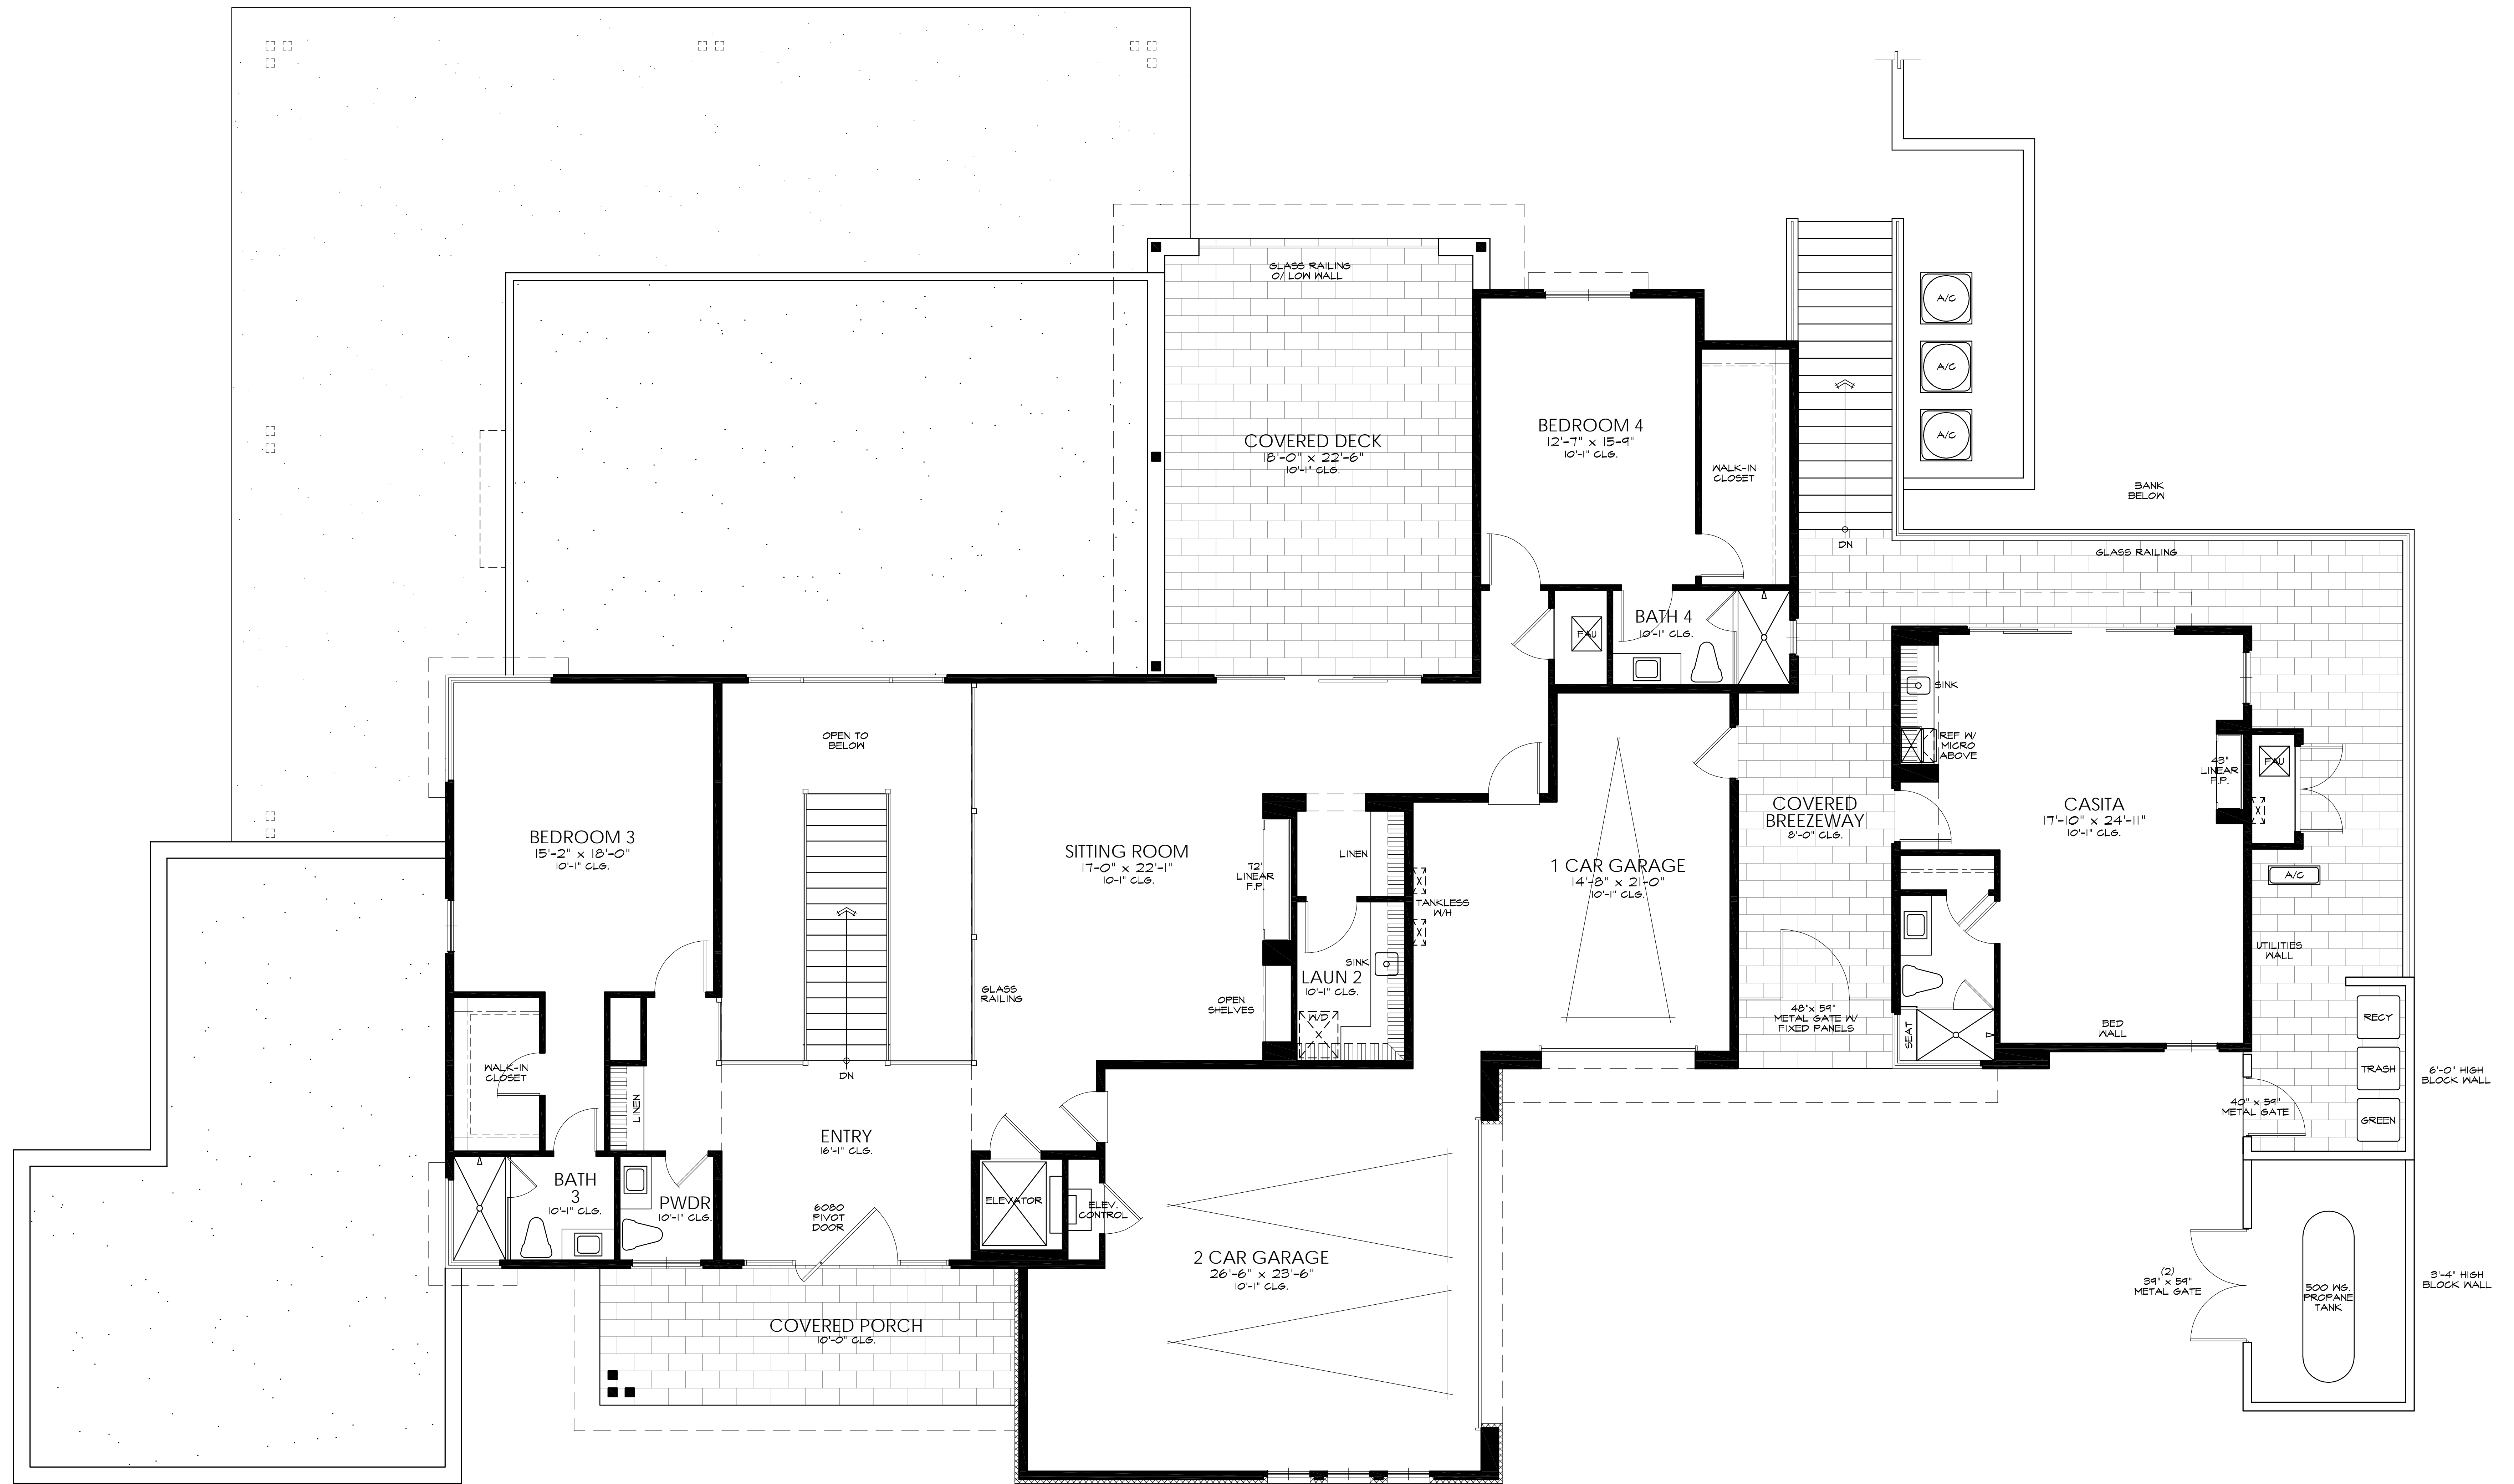 GLASS RAILING
O/ LOW WALL
A/C
A/C
A/C
COVERED DECK
18'-0" x 22'-6"
10'-1" CLG.
BEDROOM 4
12'-7" x 15-9"
10'-1" CLG.
WALK-IN
CLOSET
BANK
BELOW
DN
GLASS RAILING
BATH 4
10'-1" CLG.
FAU
SINK
REF W/
MICRO
ABOVE
43"
LINEAR
F.P.
FAU
OPEN TO
BELOW
BEDROOM 3
15'-2" x 18'-0"
10'-1" CLG.
SITTING ROOM
17-0" x 22'-1"
10-1" CLG.
72"
LINEAR
F.P.
LINEN
TANKLESS
W/H
1 CAR GARAGE
14'-8" x 21-0"
10'-1" CLG.
COVERED
BREEZEWAY
8'-0" CLG.
CASITA
17'-10" x 24'-11"
10'-1" CLG.
A/C
UTILITIES
WALL
GLASS
RAILING
OPEN
SHELVES
SINK
LAUN 2
10'-1" CLG.
W/D
48"x 59"
METAL GATE W/
FIXED PANELS
SEAT
BED
WALL
RECY
TRASH
GREEN
6'-0" HIGH
BLOCK WALL
40" x 59"
METAL GATE
WALK-IN
CLOSET
LINEN
DN
ENTRY
16'-1" CLG.
BATH
3
10'-1" CLG.
PWDR
10'-1" CLG.
6080
PIVOT
DOOR
ELEVATOR
ELEV.
CONTROL
2 CAR GARAGE
26'-6" x 23'-6"
10'-1" CLG.
COVERED PORCH
10'-0" CLG.
(2)
39" x 59"
METAL GATE
500 WG.
PROPANE
TANK
3'-4" HIGH
BLOCK WALL